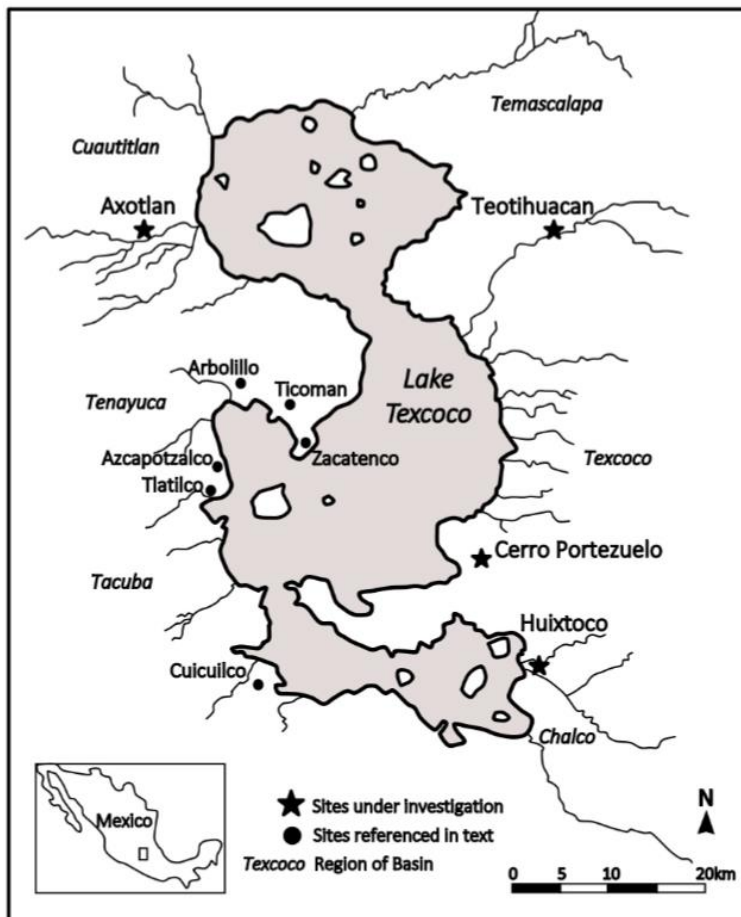 Temascalapa
Cuautitlan
Axotlan
Teotihuacan
Arbolillo
Lake
Texcoco
Ticoman
Tenayuca
Azcapotzalco
Zacatenco
Texcoco
Tlatilco
Cerro Portezuelo
Tacuba
Huixtoco
Cuicuilco
Chalco
Mexico
Sites under investigation
Sites referenced in text
Texcoco Region of Basin
N
0 5 10 20km